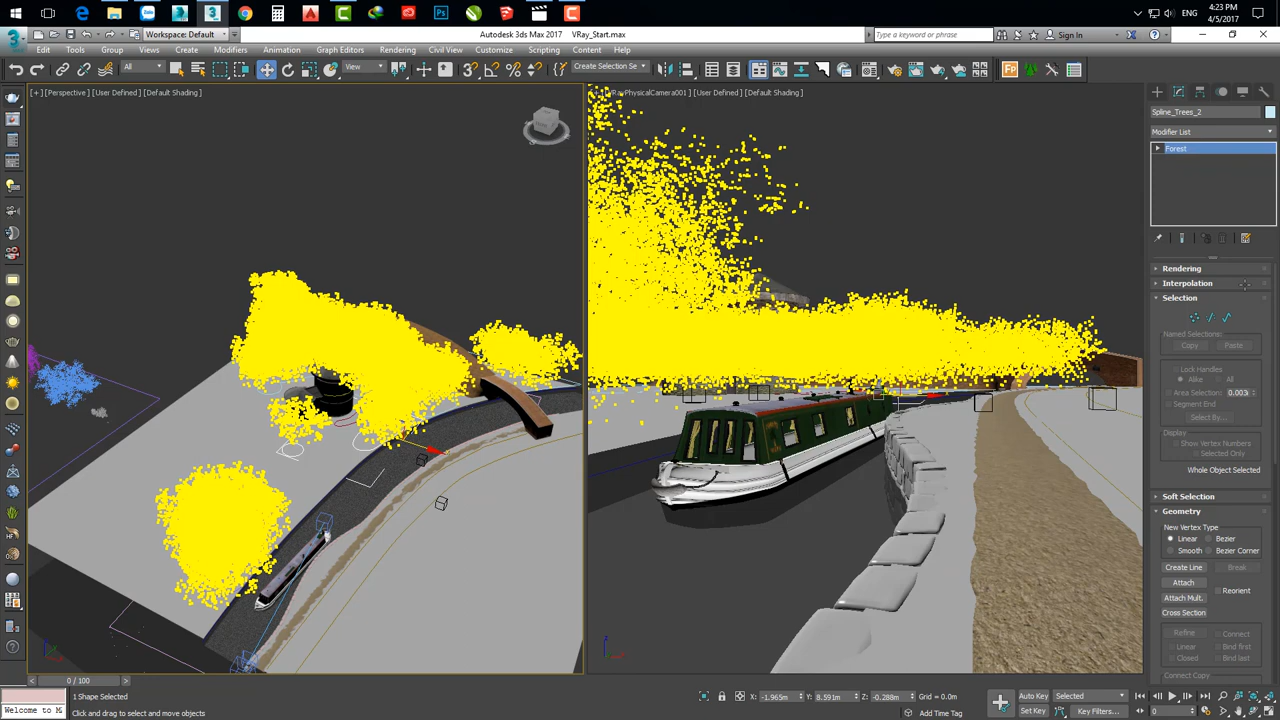 4:23 PM
ENG
4/5/2017
Workspace: Default
Autodesk 3ds Max 2017 VRay_Start.max
Type a keyword or phrase
Sign In
Edit Tools Group Views Create Modifiers Animation Graph Editors Rendering Civil View Customize Scripting Content Help
All
View
Create Selection Se
[+] [Perspective] [User Defined] [Default Shading]
VRayPhysicalCamera001] [User Defined] [Default Shading]
Spline_Trees_2
Modifier List
Forest
Rendering
Interpolation
Selection
Named Selections:
Copy Paste
Lock Handles
Alike All
Area Selection:
Segment End
Select By...
Display
Show Vertex Numbers
Selected Only
Whole Object Selected
Soft Selection
Geometry
New Vertex Type
Linear Bezier
Smooth Bezier Corner
Create Line Break
Attach
Reorient
Attach Mult.
Cross Section
Refine Connect
Linear Bind first
Closed Bind last
Connect Copy
0 / 100
1 Shape Selected
X: -1.965m Y: 8.591m Z: -0.288m Grid = 0.0m
Auto Key Selected
Welcome to M
Click and drag to select and move objects
Add Time Tag
Set Key Key Filters...
0